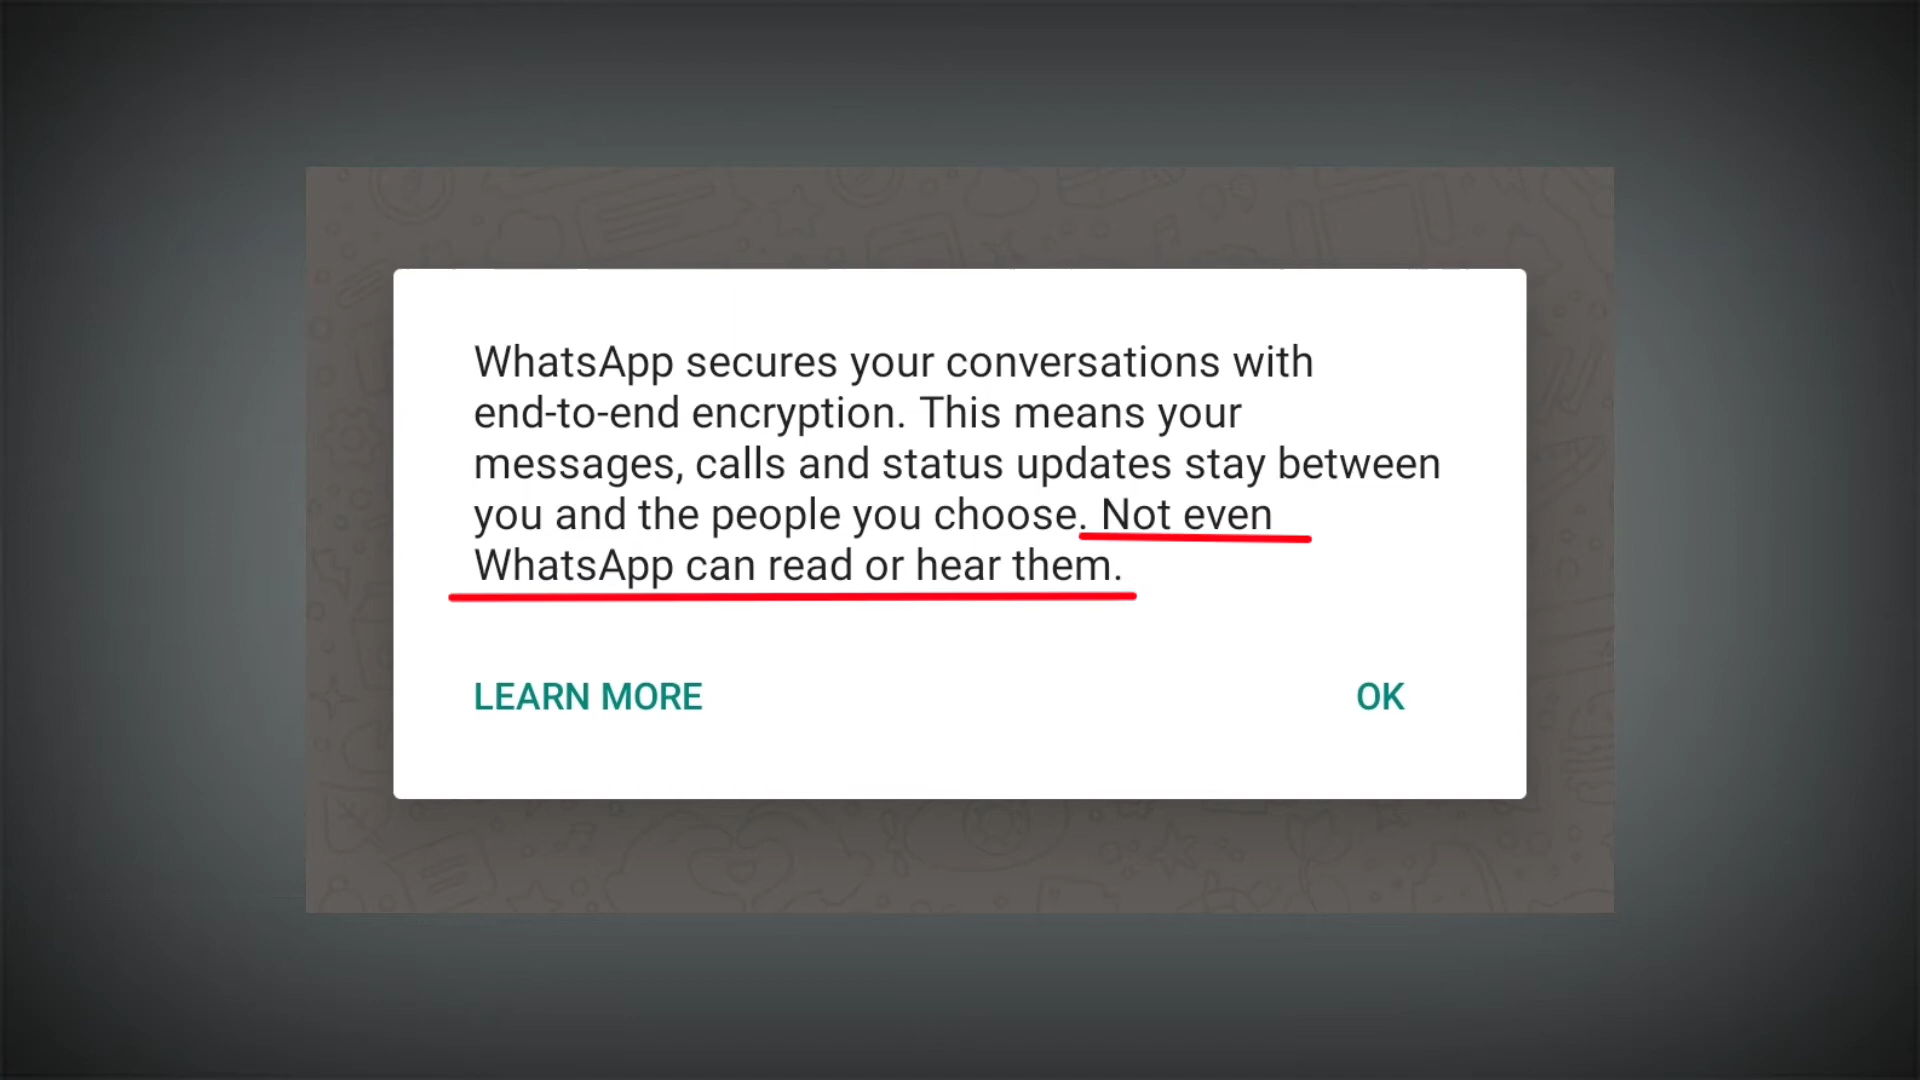 WhatsApp secures your conversations with
end-to-end encryption. This means your
messages, calls and status updates stay between
you and the people you choose. Not even
WhatsApp can read or hear them.
LEARN MORE
OK